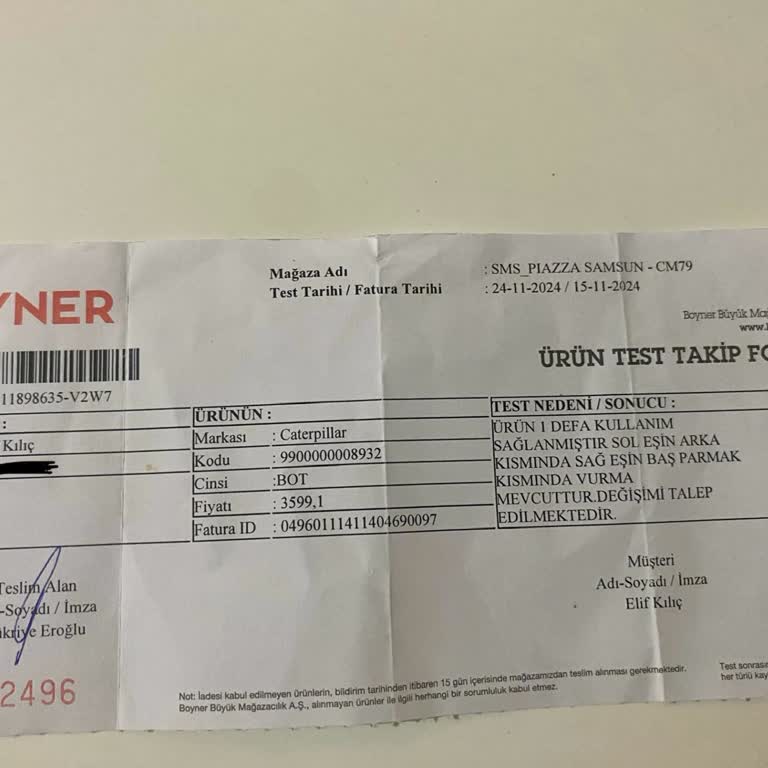 YNER
Mağaza Adı : SMS_PIAZZA SAMSUN - CM79
Test Tarihi / Fatura Tarihi : 24-11-2024 / 15-11-2024
Boyner Büyük Mağ
www.
ÜRÜN TEST TAKİP FO
11898635-V2W7
:
Kılıç
ÜRÜNÜN :
Markası : Caterpillar
Kodu : 9900000008932
Cinsi :BOT
Fiyatı : 3599,1
Fatura ID : 04960111411404690097
TEST NEDENİ / SONUCU :
ÜRÜN 1 DEFA KULLANIM
SAĞLANMIŞTIR SOL EŞİN ARKA
KISMINDA SAĞ EŞİN BAŞ PARMAK
KISMINDA VURMA
MEVCUTTUR.DEĞİŞİMİ TALEP
EDİLMEKTEDİR.
Teslim Alan
-Soyadı / İmza
ikriye Eroğlu
Müşteri
Adı-Soyadı / İmza
Elif Kılıç
2496
Not: İadesi kabul edilmeyen ürünlerin, bildirim tarihinden itibaren 15 gün içerisinde mağazamızdan teslim alınması gerekmektedir.
Boyner Büyük Mağazacılık A.Ş., alınmayan ürünler ile ilgili herhangi bir sorumluluk kabul etmez.
Test sonrası
her türlü kay